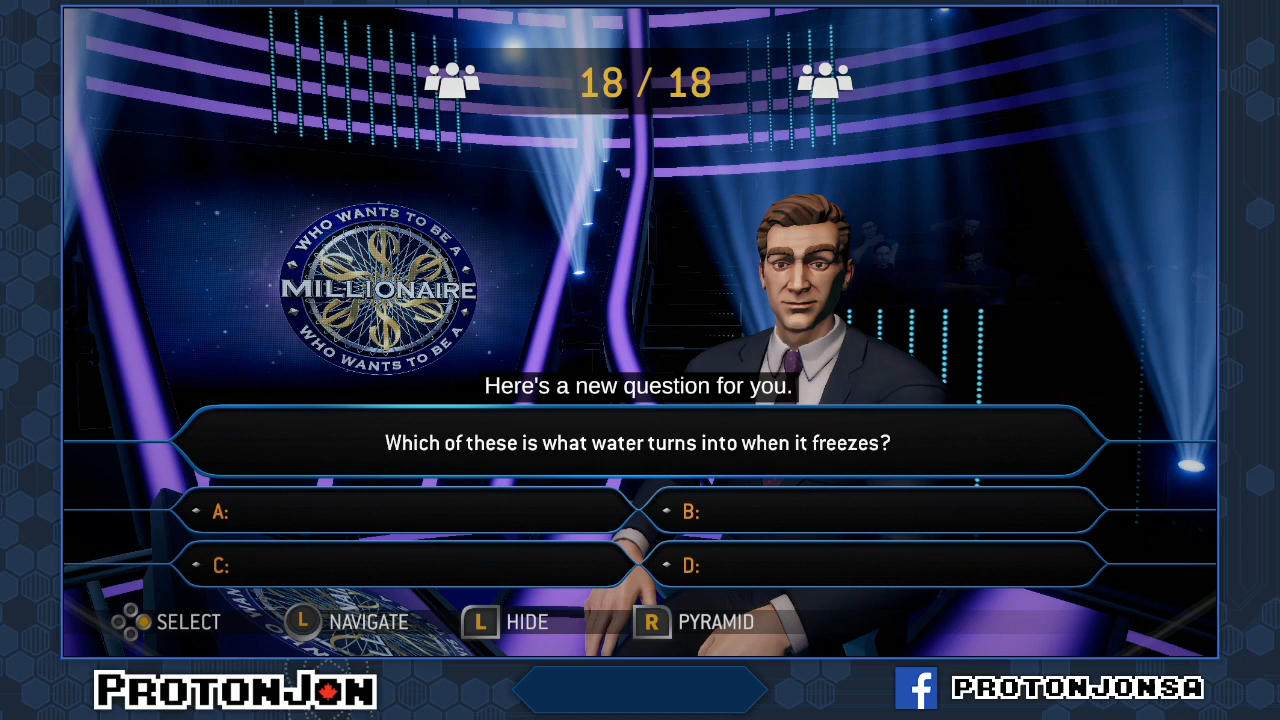 18 / 18
WHO WANTS TO BE A
MILLIONAIRE
WHO WANTS TO BE A
Here's a new question for you.
Which of these is what water turns into when it freezes?
A:
B:
C:
D:
SELECT
L NAVIGATE
L HIDE
R PYRAMID
PROTONJON
f PROTONJONSA